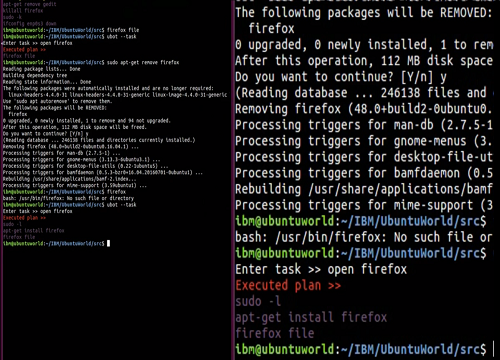 apt-get remove gedit
killall firefox
sudo -k
ifconfig enp0s3 down
ibm@ubuntuworld:~/IBM/UbuntuWorld/src$ firefox file
ibm@ubuntuworld:~/IBM/UbuntuWorld/src$ ubot --task
Enter task >> open firefox
Executed plan >>
firefox file
ibm@ubuntuworld:~/IBM/UbuntuWorld/src$ sudo apt-get remove firefox
Reading package lists... Done
Building dependency tree
Reading state information... Done
The following packages were automatically installed and are no longer required:
linux-headers-4.4.0-31 linux-headers-4.4.0-31-generic linux-image-4.4.0-31-generic
Use 'sudo apt autoremove' to remove them.
The following packages will be REMOVED:
firefox
0 upgraded, 0 newly installed, 1 to remove and 94 not upgraded.
After this operation, 112 MB disk space will be freed.
Do you want to continue? [Y/n] y
(Reading database ... 246138 files and directories currently installed.)
Removing firefox (48.0+build2-0ubuntu0.16.04.1) ...
Processing triggers for man-db (2.7.5-1) ...
Processing triggers for gnome-menus (3.13.3-6ubuntu3.1) ...
Processing triggers for desktop-file-utils (0.22-1ubuntu5) ...
Processing triggers for bamfdaemon (0.5.3~bzr0+16.04.20160701-0ubuntu1) ...
Rebuilding /usr/share/applications/bamf-2.index...
Processing triggers for mime-support (3.59ubuntu1) ...
ibm@ubuntuworld:~/IBM/UbuntuWorld/src$ firefox
bash: /usr/bin/firefox: No such file or directory
ibm@ubuntuworld:~/IBM/UbuntuWorld/src$ ubot --task
Enter task >> open firefox
Executed plan >>
sudo -l
apt-get install firefox
firefox file
ibm@ubuntuworld:~/IBM/UbuntuWorld/src$
The following packages will be REMOVED:
firefox
0 upgraded, 0 newly installed, 1 to rem
After this operation, 112 MB disk space
Do you want to continue? [Y/n] y
(Reading database ... 246138 files and
Removing firefox (48.0+build2-0ubuntu0.
Processing triggers for man-db (2.7.5-1
Processing triggers for gnome-menus (3.
Processing triggers for desktop-file-ut
Processing triggers for bamfdaemon (0.5
Rebuilding /usr/share/applications/bamf
Processing triggers for mime-support (3
ibm@ubuntuworld:~/IBM/UbuntuWorld/src$
bash: /usr/bin/firefox: No such file or
ibm@ubuntuworld:~/IBM/UbuntuWorld/src$
Enter task >> open firefox
Executed plan >>
sudo -l
apt-get install firefox
firefox file
ibm@ubuntuworld:~/IBM/UbuntuWorld/src$